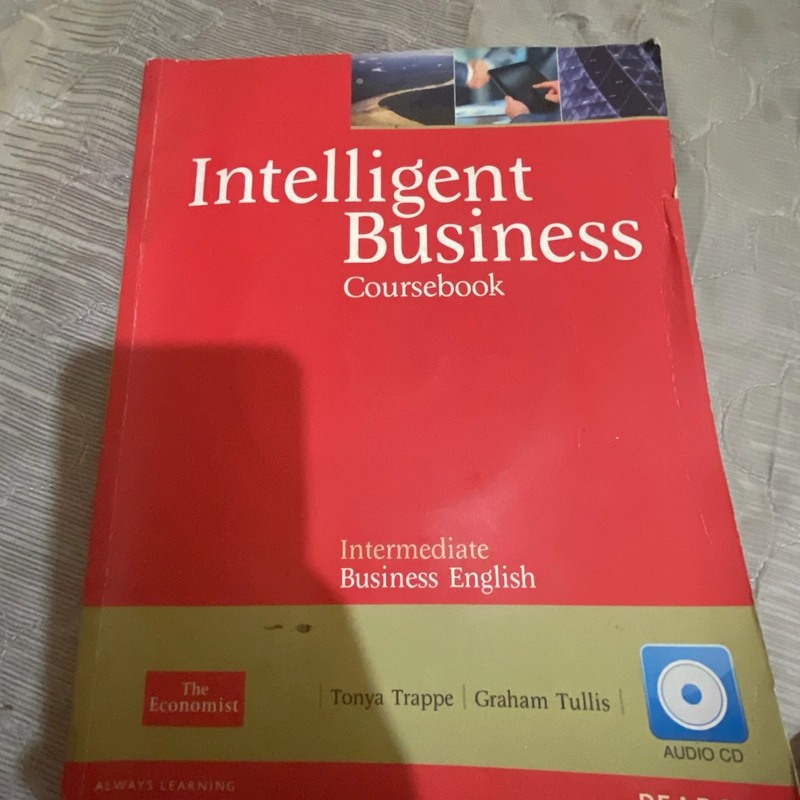 Intelligent
Business
Coursebook
Intermediate
Business English
The
Economist
Tonya Trappe
Graham Tullis
AUDIO CD
ALWAYS LEARNING